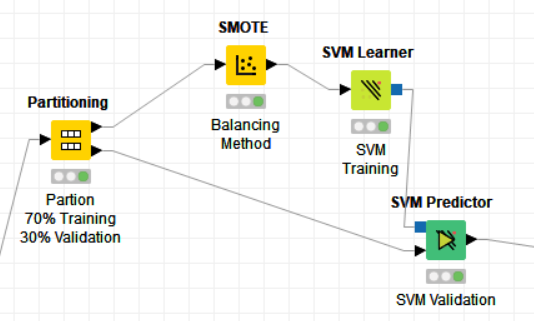 SMOTE
SVM Learner
Partitioning
Balancing
Method
SVM
Training
Partion
70% Training
30% Validation
SVM Predictor
SVM Validation